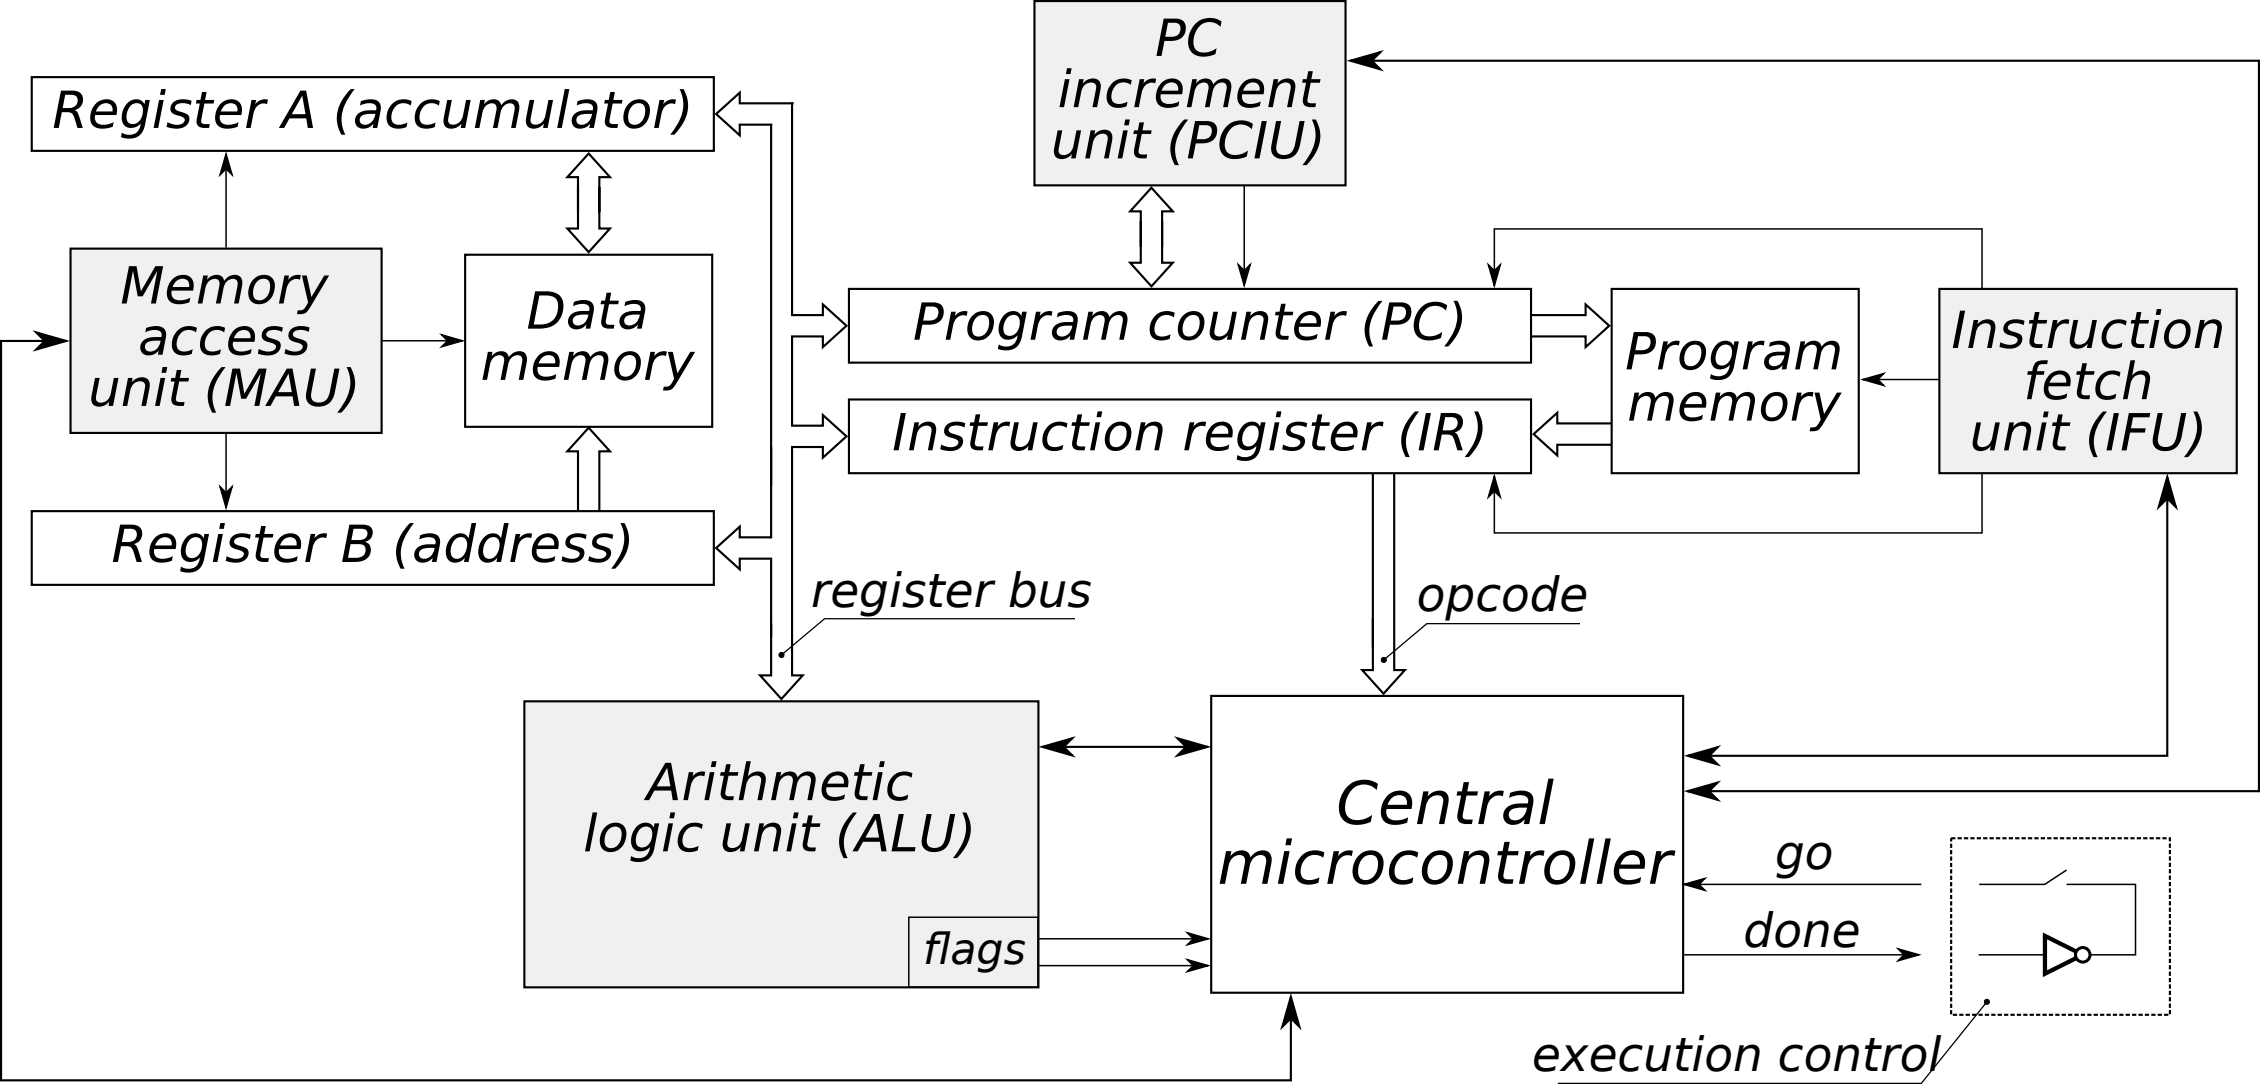 PC
increment
unit (PCIU)
Register A (accumulator)
Memory
access
unit (MAU)
Data
memory
Program counter (PC)
Program
memory
Instruction
fetch
unit (IFU)
Instruction register (IR)
Register B (address)
register bus
opcode
Arithmetic
logic unit (ALU)
flags
Central
microcontroller
go
done
execution control